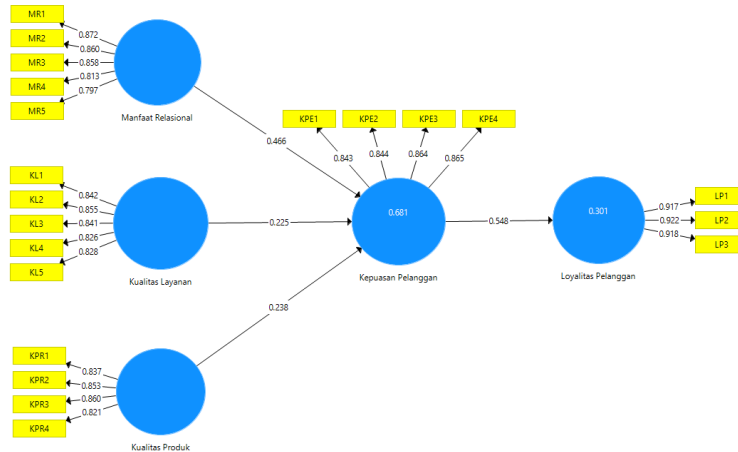 MR1
MR2
MR3
MR4
MR5
0.872
0.860
0.858
0.813
0.797
Manfaat Relasional
0.466
KPE1
KPE2
KPE3
KPE4
0.843
0.844
0.864
0.865
KL1
KL2
KL3
KL4
KL5
0.842
0.855
0.841
0.826
0.828
Kualitas Layanan
0.225
0.681
Kepuasan Pelanggan
0.548
0.301
Loyalitas Pelanggan
0.917
0.922
0.918
LP1
LP2
LP3
0.238
KPR1
KPR2
KPR3
KPR4
0.837
0.853
0.860
0.821
Kualitas Produk